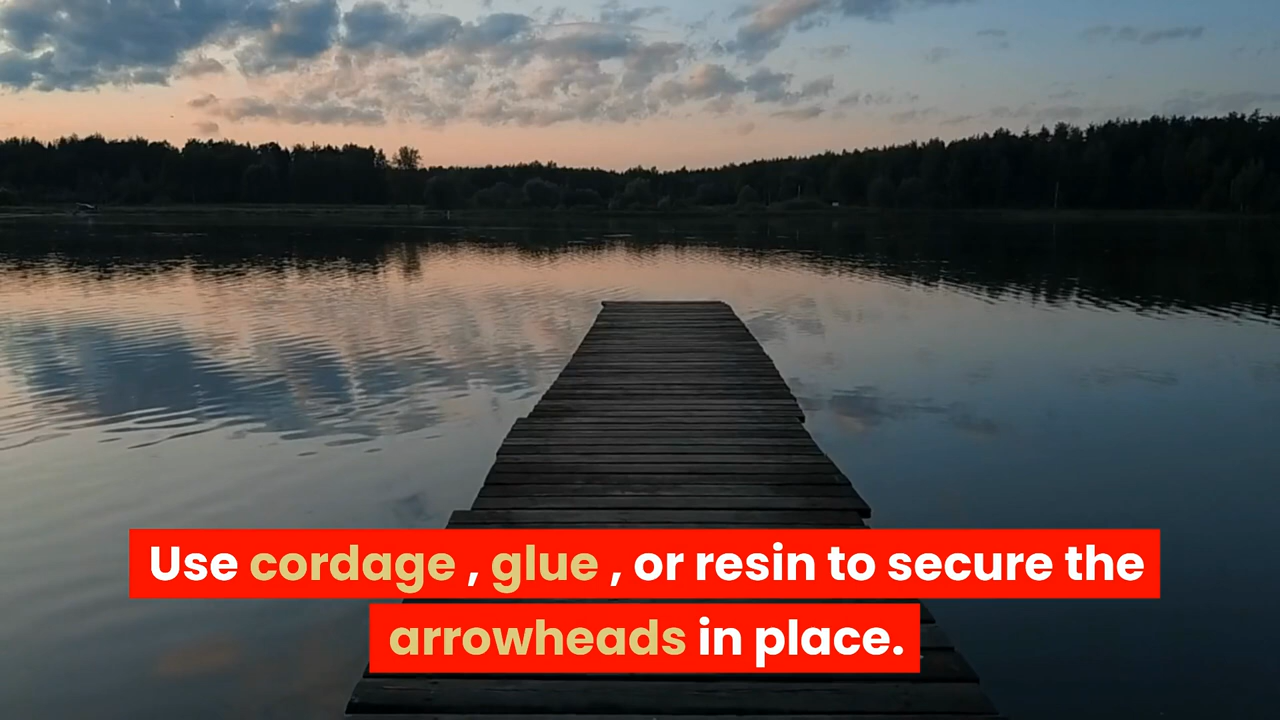 Use cordage , glue , or resin to secure the
arrowheads in place.